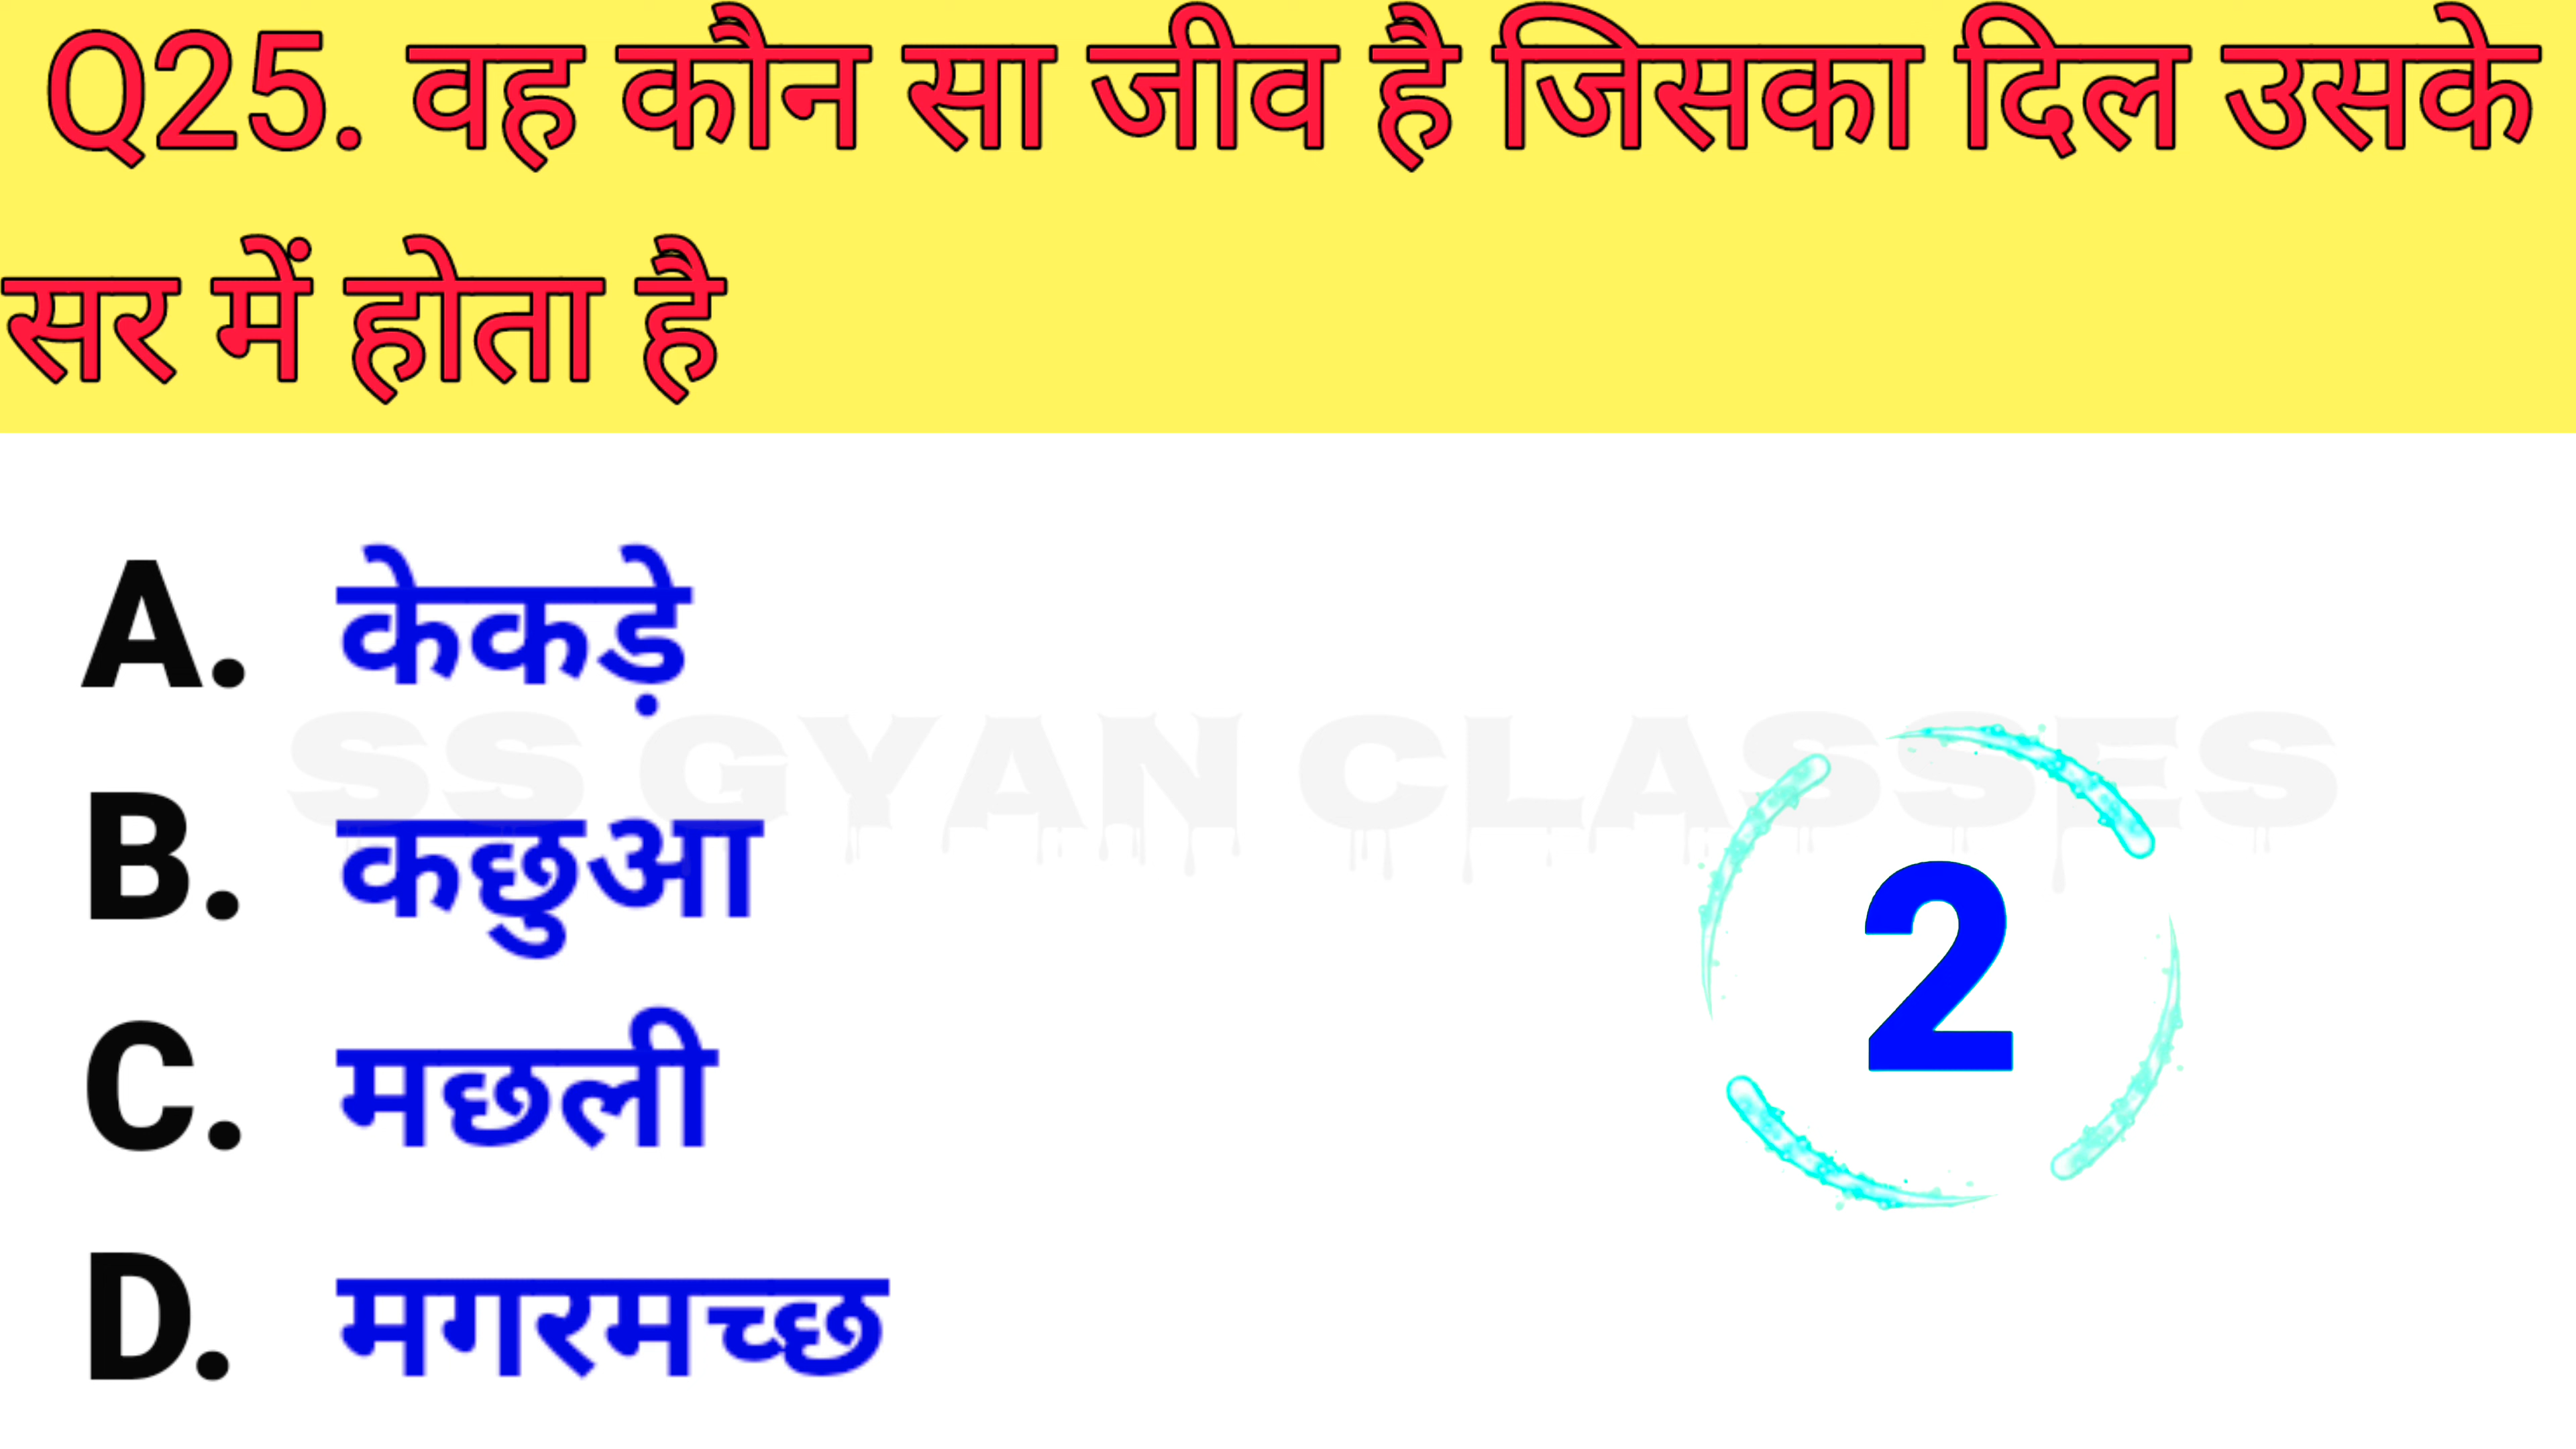 Q25. वह कौन सा जीव है जिसका दिल उसके
सर में होता है
A. केकड़े
SS GYAN CLASSES
B. कछुआ
2
C. मछली
D. मगरमच्छ